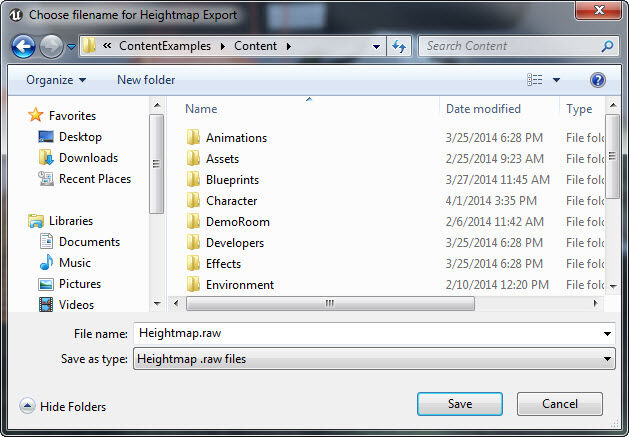 Choose filename for Heightmap Export
« ContentExamples Content Search Content
Organize New folder
Favorites
Desktop
Downloads
Recent Places
Libraries
Documents
Music
Pictures
Videos
Name Date modified Type
Animations 3/25/2014 6:28 PM File fold
Assets 2/25/2014 9:23 AM File fold
Blueprints 3/27/2014 11:45 AM File fold
Character 4/1/2014 3:35 PM File fold
DemoRoom 2/6/2014 11:42 AM File fold
Developers 3/25/2014 6:28 PM File fold
Effects 3/25/2014 6:28 PM File fold
Environment 2/10/2014 12:20 PM File fold
File name: Heightmap.raw
Save as type: Heightmap .raw files
Hide Folders Save Cancel